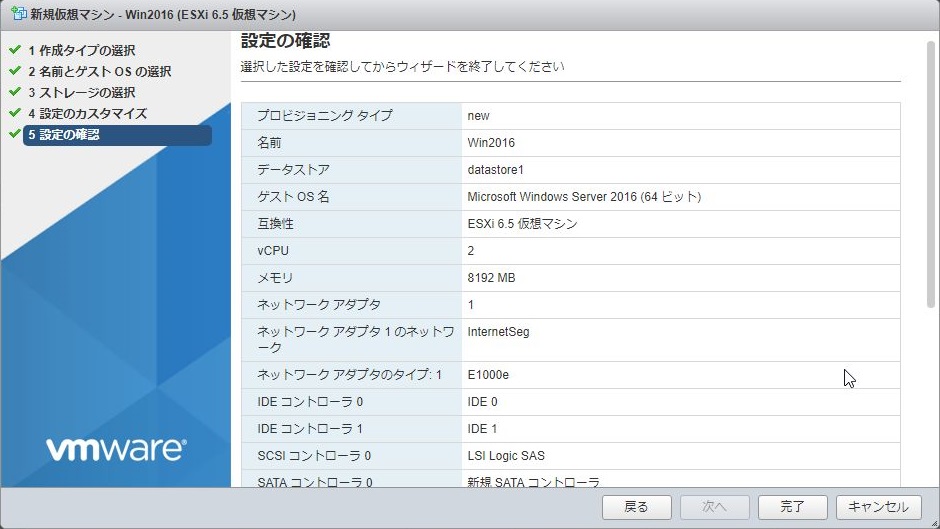 新規仮想マシン - Win2016 (ESXi 6.5 仮想マシン)
1 作成タイプの選択
2 名前とゲスト OS の選択
3 ストレージの選択
4 設定のカスタマイズ
5 設定の確認
vmware®
設定の確認
選択した設定を確認してからウィザードを終了してください
プロビジョニング タイプ new
名前 Win2016
データストア datastore1
ゲスト OS 名 Microsoft Windows Server 2016 (64 ビット)
互換性 ESXi 6.5 仮想マシン
vCPU 2
メモリ 8192 MB
ネットワーク アダプタ 1
ネットワーク アダプタ 1 のネットワ InternetSeg
ーク
ネットワーク アダプタのタイプ: 1 E1000e
IDE コントローラ 0 IDE 0
IDE コントローラ 1 IDE 1
SCSI コントローラ 0 LSI Logic SAS
SATA コントローラ 0 新規 SATA コントローラ
戻る 次へ 完了 キャンセル